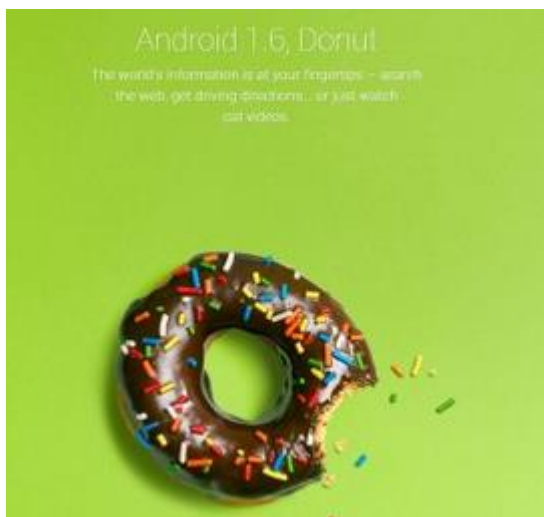 Android 1.6, Donut
The world's information is at your fingertips – search
the web, get driving directions... or just watch
cat videos.